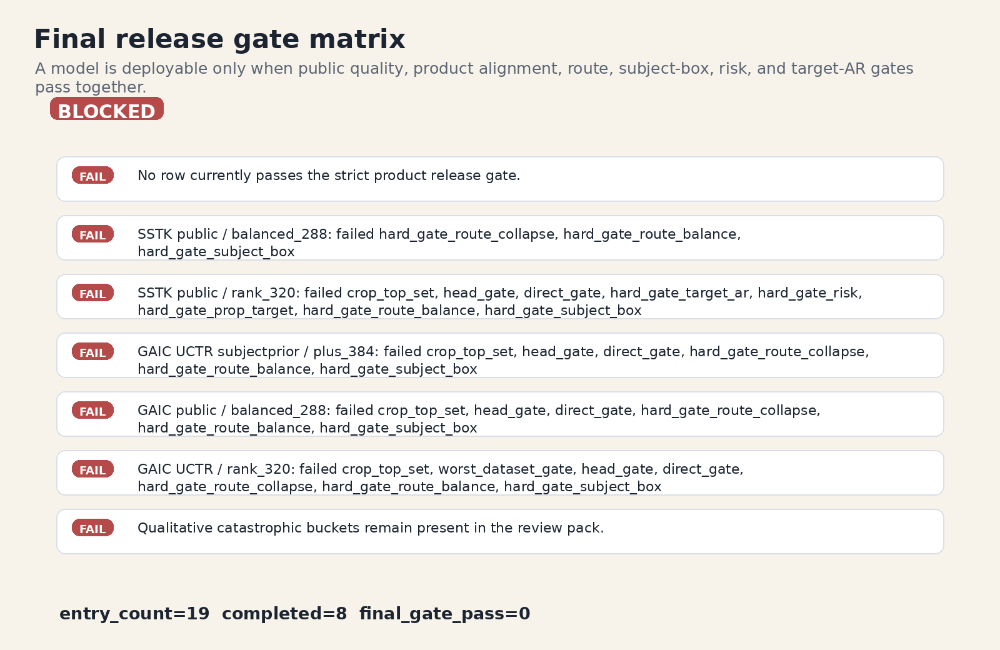 Final release gate matrix
A model is deployable only when public quality, product alignment, route, subject-box, risk, and target-AR gates
pass together.
BLOCKED
FAIL No row currently passes the strict product release gate.
FAIL SSTK public / balanced_288: failed hard_gate_route_collapse, hard_gate_route_balance,
hard_gate_subject_box
FAIL SSTK public / rank_320: failed crop_top_set, head_gate, direct_gate, hard_gate_target_ar, hard_gate_risk,
hard_gate_prop_target, hard_gate_route_balance, hard_gate_subject_box
FAIL GAIC UCTR subjectprior / plus_384: failed crop_top_set, head_gate, direct_gate, hard_gate_route_collapse,
hard_gate_route_balance, hard_gate_subject_box
FAIL GAIC public / balanced_288: failed crop_top_set, head_gate, direct_gate, hard_gate_route_collapse,
hard_gate_route_balance, hard_gate_subject_box
FAIL GAIC UCTR / rank_320: failed crop_top_set, worst_dataset_gate, head_gate, direct_gate,
hard_gate_route_collapse, hard_gate_route_balance, hard_gate_subject_box
FAIL Qualitative catastrophic buckets remain present in the review pack.
entry_count=19 completed=8 final_gate_pass=0